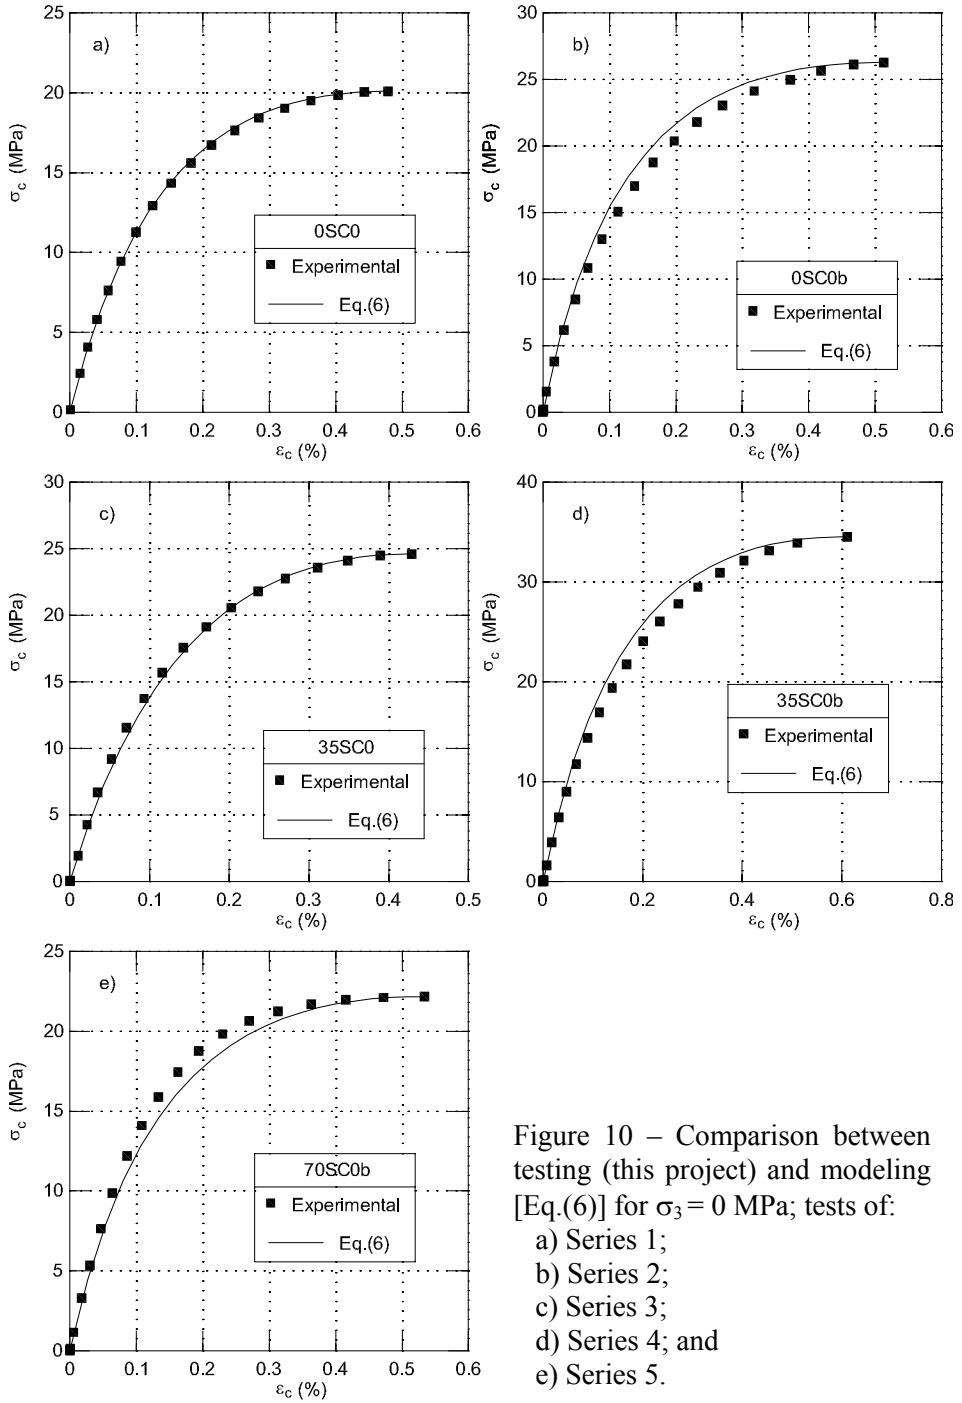 25
20
15
10
5
0
σc (MPa)
a)
0SC0
Experimental
Eq.(6)
0 0.1 0.2 0.3 0.4 0.5 0.6
εc (%)
30
25
20
15
10
5
0
σc (MPa)
b)
0SC0b
Experimental
Eq.(6)
0 0.1 0.2 0.3 0.4 0.5 0.6
εc (%)
30
25
20
15
10
5
0
σc (MPa)
c)
35SC0
Experimental
Eq.(6)
0 0.1 0.2 0.3 0.4 0.5
εc (%)
40
30
20
10
0
σc (MPa)
d)
35SC0b
Experimental
Eq.(6)
0 0.2 0.4 0.6 0.8
εc (%)
25
20
15
10
5
0
σc (MPa)
e)
70SC0b
Experimental
Eq.(6)
0 0.1 0.2 0.3 0.4 0.5 0.6
εc (%)
Figure 10 – Comparison between
testing (this project) and modeling
[Eq.(6)] for σ3 = 0 MPa; tests of:
a) Series 1;
b) Series 2;
c) Series 3;
d) Series 4; and
e) Series 5.